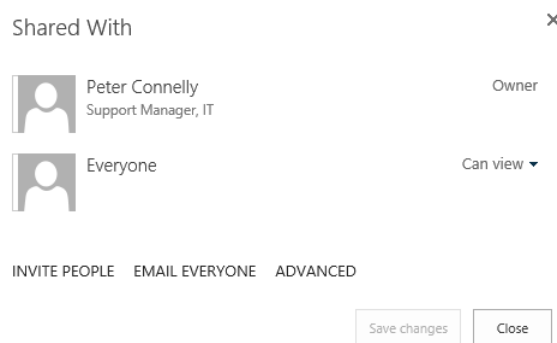 Shared With
Peter Connelly
Owner
Support Manager, IT
Everyone
Can view
INVITE PEOPLE EMAIL EVERYONE ADVANCED
Save changes Close